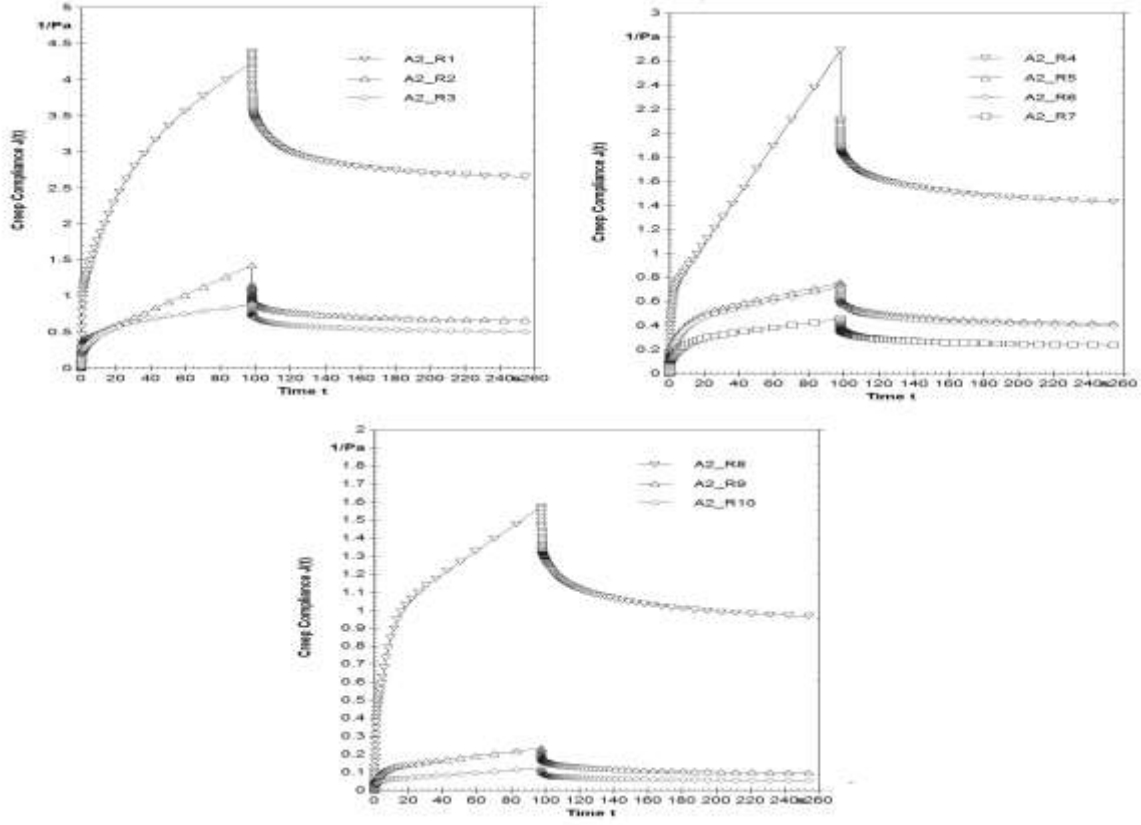 5
1/Pa
4.5
4
3.5
3
2.5
2
1.5
1
0.5
0
Creep Compliance J(t)
A2_R1
A2_R2
A2_R3
0 20 40 60 80 100 120 140 160 180 200 220 240 s 260
Time t
3
1/Pa
2.6
2.4
2.2
2
1.8
1.6
1.4
1.2
1
0.8
0.6
0.4
0.2
0
Creep Compliance J(t)
A2_R4
A2_R5
A2_R6
A2_R7
0 20 40 60 80 100 120 140 160 180 200 220 240 s 260
Time t
2
1/Pa
1.8
1.7
1.6
1.5
1.4
1.3
1.2
1.1
1
0.9
0.8
0.7
0.6
0.5
0.4
0.3
0.2
0.1
0
Creep Compliance J(t)
A2_R8
A2_R9
A2_R10
0 20 40 60 80 100 120 140 160 180 200 220 240 s 260
Time t